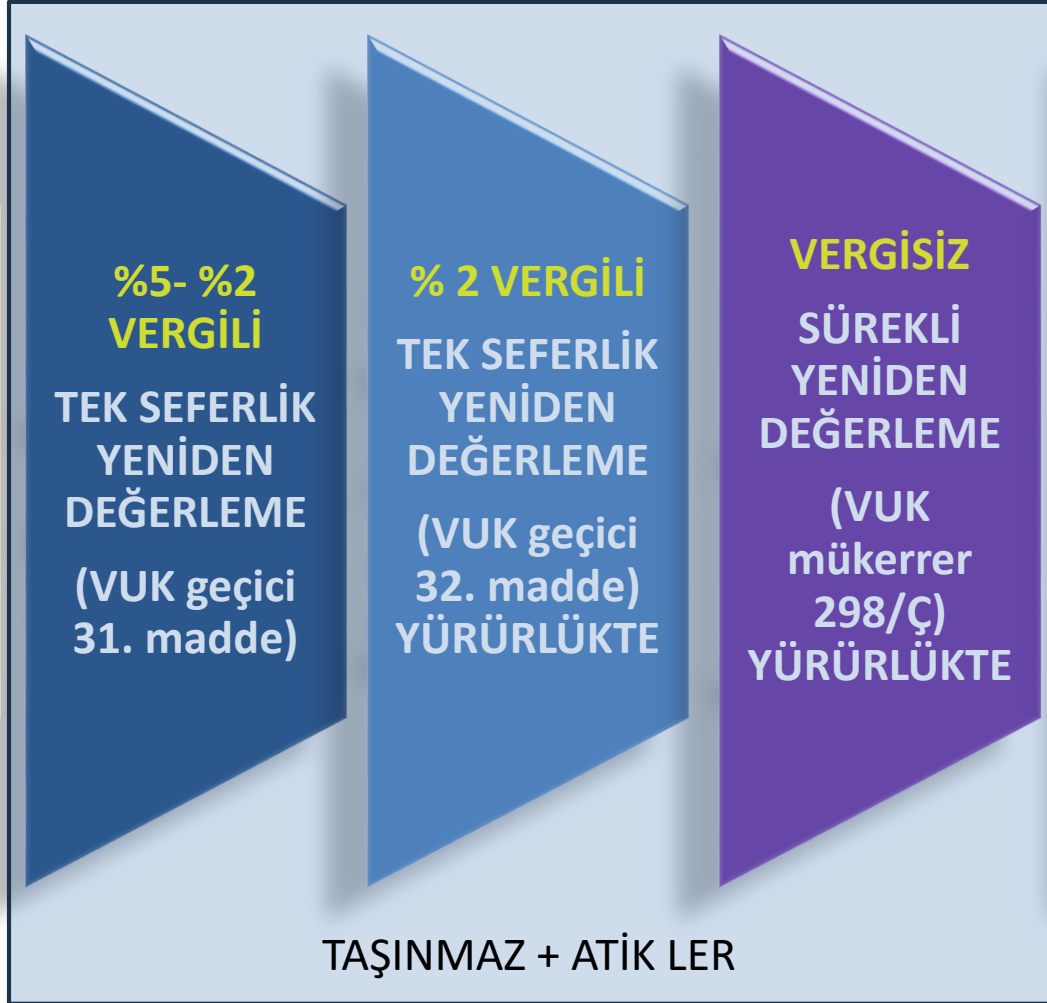 %5- %2
VERGİLİ
TEK SEFERLİK
YENİDEN
DEĞERLEME
(VUK geçici
31. madde)
% 2 VERGİLİ
TEK SEFERLİK
YENİDEN
DEĞERLEME
(VUK geçici
32. madde)
YÜRÜRLÜKTE
VERGİSİZ
SÜREKLİ
YENİDEN
DEĞERLEME
(VUK
mükerrer
298/Ç)
YÜRÜRLÜKTE
TAŞINMAZ + ATİK LER